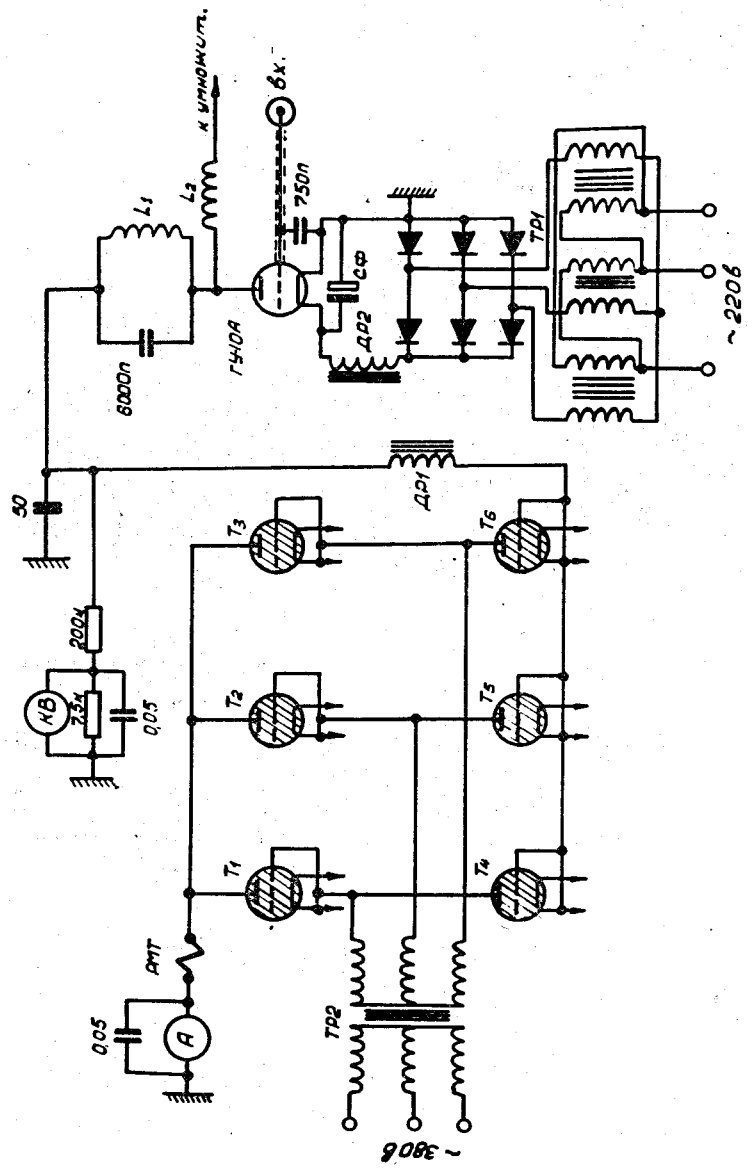 к умножит.
L₁
L₂
Вх.
6000п
750п
ГУ10А
СФ
ДР2
ТР1
~ 220в
50
ДР1
200к
КВ
7,5к
0,05
Т₃
Т₆
Т₂
Т₅
Т₁
Т₄
РМТ
0,05
А
ТР2
~ 380в